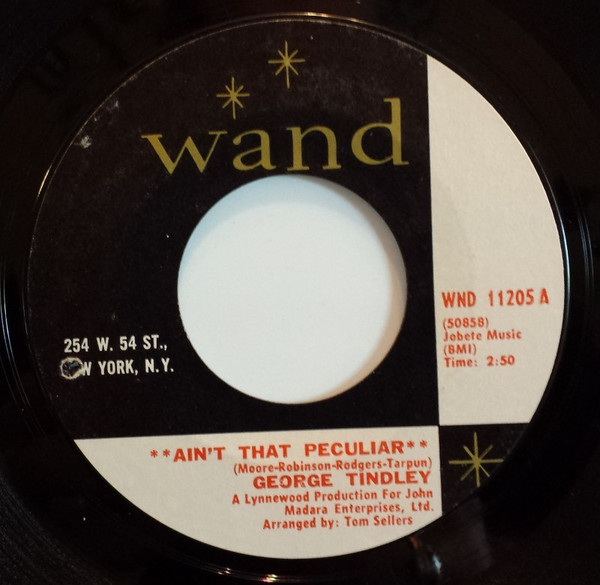 wand
254 W. 54 ST.,
W YORK, N.Y.
WND 11205 A
(50858)
Jobete Music
(BMI)
Time: 2:50
**AIN'T THAT PECULIAR**
(Moore-Robinson-Rodgers-Tarpun)
GEORGE TINDLEY
A Lynnewood Production For John
Madara Enterprises, Ltd.
Arranged by: Tom Sellers